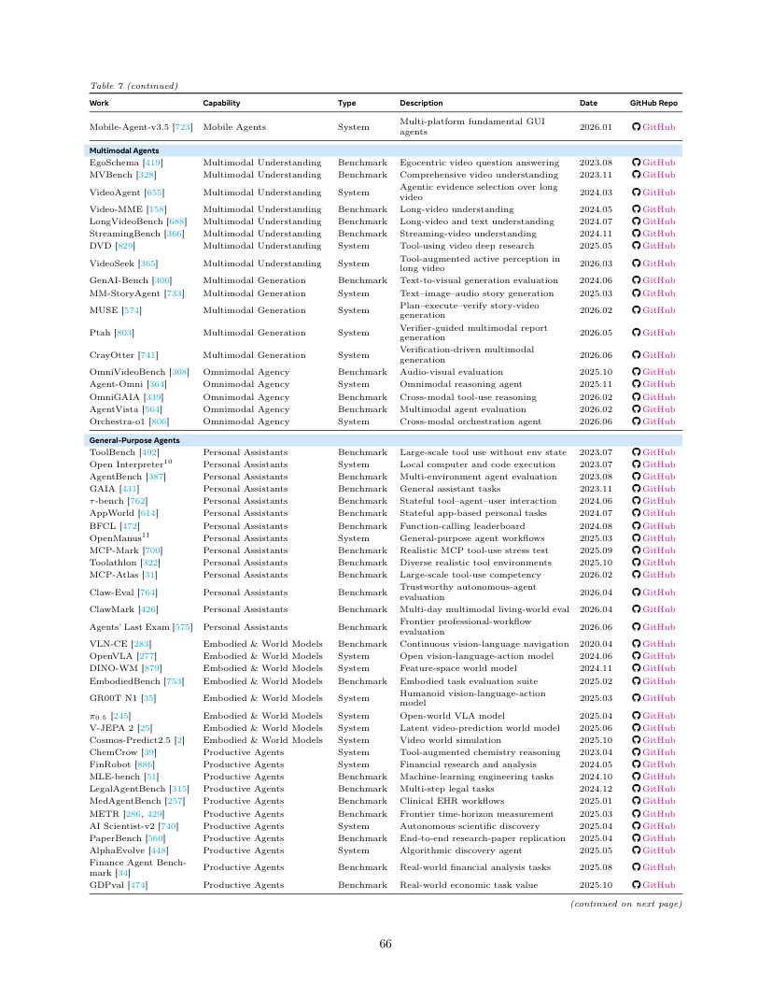 Table 7 (continued)
Work Capability Type Description Date GitHub Repo
Mobile-Agent-v3.5 [723] Mobile Agents System Multi-platform fundamental GUI agents 2026.01 GitHub
Multimodal Agents
EgoSchema [419] Multimodal Understanding Benchmark Egocentric video question answering 2023.08 GitHub
MVBench [328] Multimodal Understanding Benchmark Comprehensive video understanding 2023.11 GitHub
VideoAgent [655] Multimodal Understanding System Agentic evidence selection over long video 2024.03 GitHub
Video-MME [158] Multimodal Understanding Benchmark Long-video understanding 2024.05 GitHub
LongVideoBench [688] Multimodal Understanding Benchmark Long-video and text understanding 2024.07 GitHub
StreamingBench [366] Multimodal Understanding Benchmark Streaming-video understanding 2024.11 GitHub
DVD [829] Multimodal Understanding System Tool-using video deep research 2025.05 GitHub
VideoSeek [365] Multimodal Understanding System Tool-augmented active perception in long video 2026.03 GitHub
GenAI-Bench [306] Multimodal Generation Benchmark Text-to-visual generation evaluation 2024.06 GitHub
MM-StoryAgent [733] Multimodal Generation System Text–image–audio story generation 2025.03 GitHub
MUSE [574] Multimodal Generation System Plan–execute–verify story-video generation 2026.02 GitHub
Ptah [803] Multimodal Generation System Verifier-guided multimodal report generation 2026.05 GitHub
CrayOtter [741] Multimodal Generation System Verification-driven multimodal generation 2026.06 GitHub
OmniVideoBench [308] Omnimodal Agency Benchmark Audio-visual evaluation 2025.10 GitHub
Agent-Omni [364] Omnimodal Agency System Omnimodal reasoning agent 2025.11 GitHub
OmniGAIA [339] Omnimodal Agency Benchmark Cross-modal tool-use reasoning 2026.02 GitHub
AgentVista [564] Omnimodal Agency Benchmark Multimodal agent evaluation 2026.02 GitHub
Orchestra-o1 [806] Omnimodal Agency System Cross-modal orchestration agent 2026.06 GitHub
General-Purpose Agents
ToolBench [492] Personal Assistants Benchmark Large-scale tool use without env state 2023.07 GitHub
Open Interpreter10 Personal Assistants System Local computer and code execution 2023.07 GitHub
AgentBench [387] Personal Assistants Benchmark Multi-environment agent evaluation 2023.08 GitHub
GAIA [431] Personal Assistants Benchmark General assistant tasks 2023.11 GitHub
τ-bench [762] Personal Assistants Benchmark Stateful tool–agent–user interaction 2024.06 GitHub
AppWorld [614] Personal Assistants Benchmark Stateful app-based personal tasks 2024.07 GitHub
BFCL [472] Personal Assistants Benchmark Function-calling leaderboard 2024.08 GitHub
OpenManus11 Personal Assistants System General-purpose agent workflows 2025.03 GitHub
MCP-Mark [700] Personal Assistants Benchmark Realistic MCP tool-use stress test 2025.09 GitHub
Toolathlon [322] Personal Assistants Benchmark Diverse realistic tool environments 2025.10 GitHub
MCP-Atlas [31] Personal Assistants Benchmark Large-scale tool-use competency 2026.02 GitHub
Claw-Eval [764] Personal Assistants Benchmark Trustworthy autonomous-agent evaluation 2026.04 GitHub
ClawMark [426] Personal Assistants Benchmark Multi-day multimodal living-world eval 2026.04 GitHub
Agents' Last Exam [575] Personal Assistants Benchmark Frontier professional-workflow evaluation 2026.06 GitHub
VLN-CE [283] Embodied & World Models Benchmark Continuous vision-language navigation 2020.04 GitHub
OpenVLA [277] Embodied & World Models System Open vision-language-action model 2024.06 GitHub
DINO-WM [879] Embodied & World Models System Feature-space world model 2024.11 GitHub
EmbodiedBench [753] Embodied & World Models Benchmark Embodied task evaluation suite 2025.02 GitHub
GR00T N1 [35] Embodied & World Models System Humanoid vision-language-action model 2025.03 GitHub
π0.5 [245] Embodied & World Models System Open-world VLA model 2025.04 GitHub
V-JEPA 2 [25] Embodied & World Models System Latent video-prediction world model 2025.06 GitHub
Cosmos-Predict2.5 [2] Embodied & World Models System Video world simulation 2025.10 GitHub
ChemCrow [39] Productive Agents System Tool-augmented chemistry reasoning 2023.04 GitHub
FinRobot [886] Productive Agents System Financial research and analysis 2024.05 GitHub
MLE-bench [51] Productive Agents Benchmark Machine-learning engineering tasks 2024.10 GitHub
LegalAgentBench [315] Productive Agents Benchmark Multi-step legal tasks 2024.12 GitHub
MedAgentBench [257] Productive Agents Benchmark Clinical EHR workflows 2025.01 GitHub
METR [286, 429] Productive Agents Benchmark Frontier time-horizon measurement 2025.03 GitHub
AI Scientist-v2 [740] Productive Agents System Autonomous scientific discovery 2025.04 GitHub
PaperBench [560] Productive Agents Benchmark End-to-end research-paper replication 2025.04 GitHub
AlphaEvolve [448] Productive Agents System Algorithmic discovery agent 2025.05 GitHub
Finance Agent Bench-mark [34] Productive Agents Benchmark Real-world financial analysis tasks 2025.08 GitHub
GDPval [474] Productive Agents Benchmark Real-world economic task value 2025.10 GitHub
(continued on next page)
66